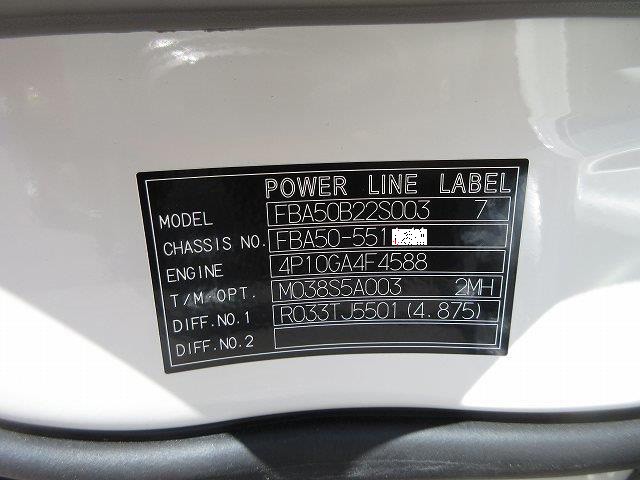 POWER LINE LABEL
MODEL FBA50B22S003 7
CHASSIS NO. FBA50-551
ENGINE 4P10GA4F4588
T/M-OPT. M038S5A003 2MH
DIFF.NO.1 R033TJ5501(4.875)
DIFF.NO.2